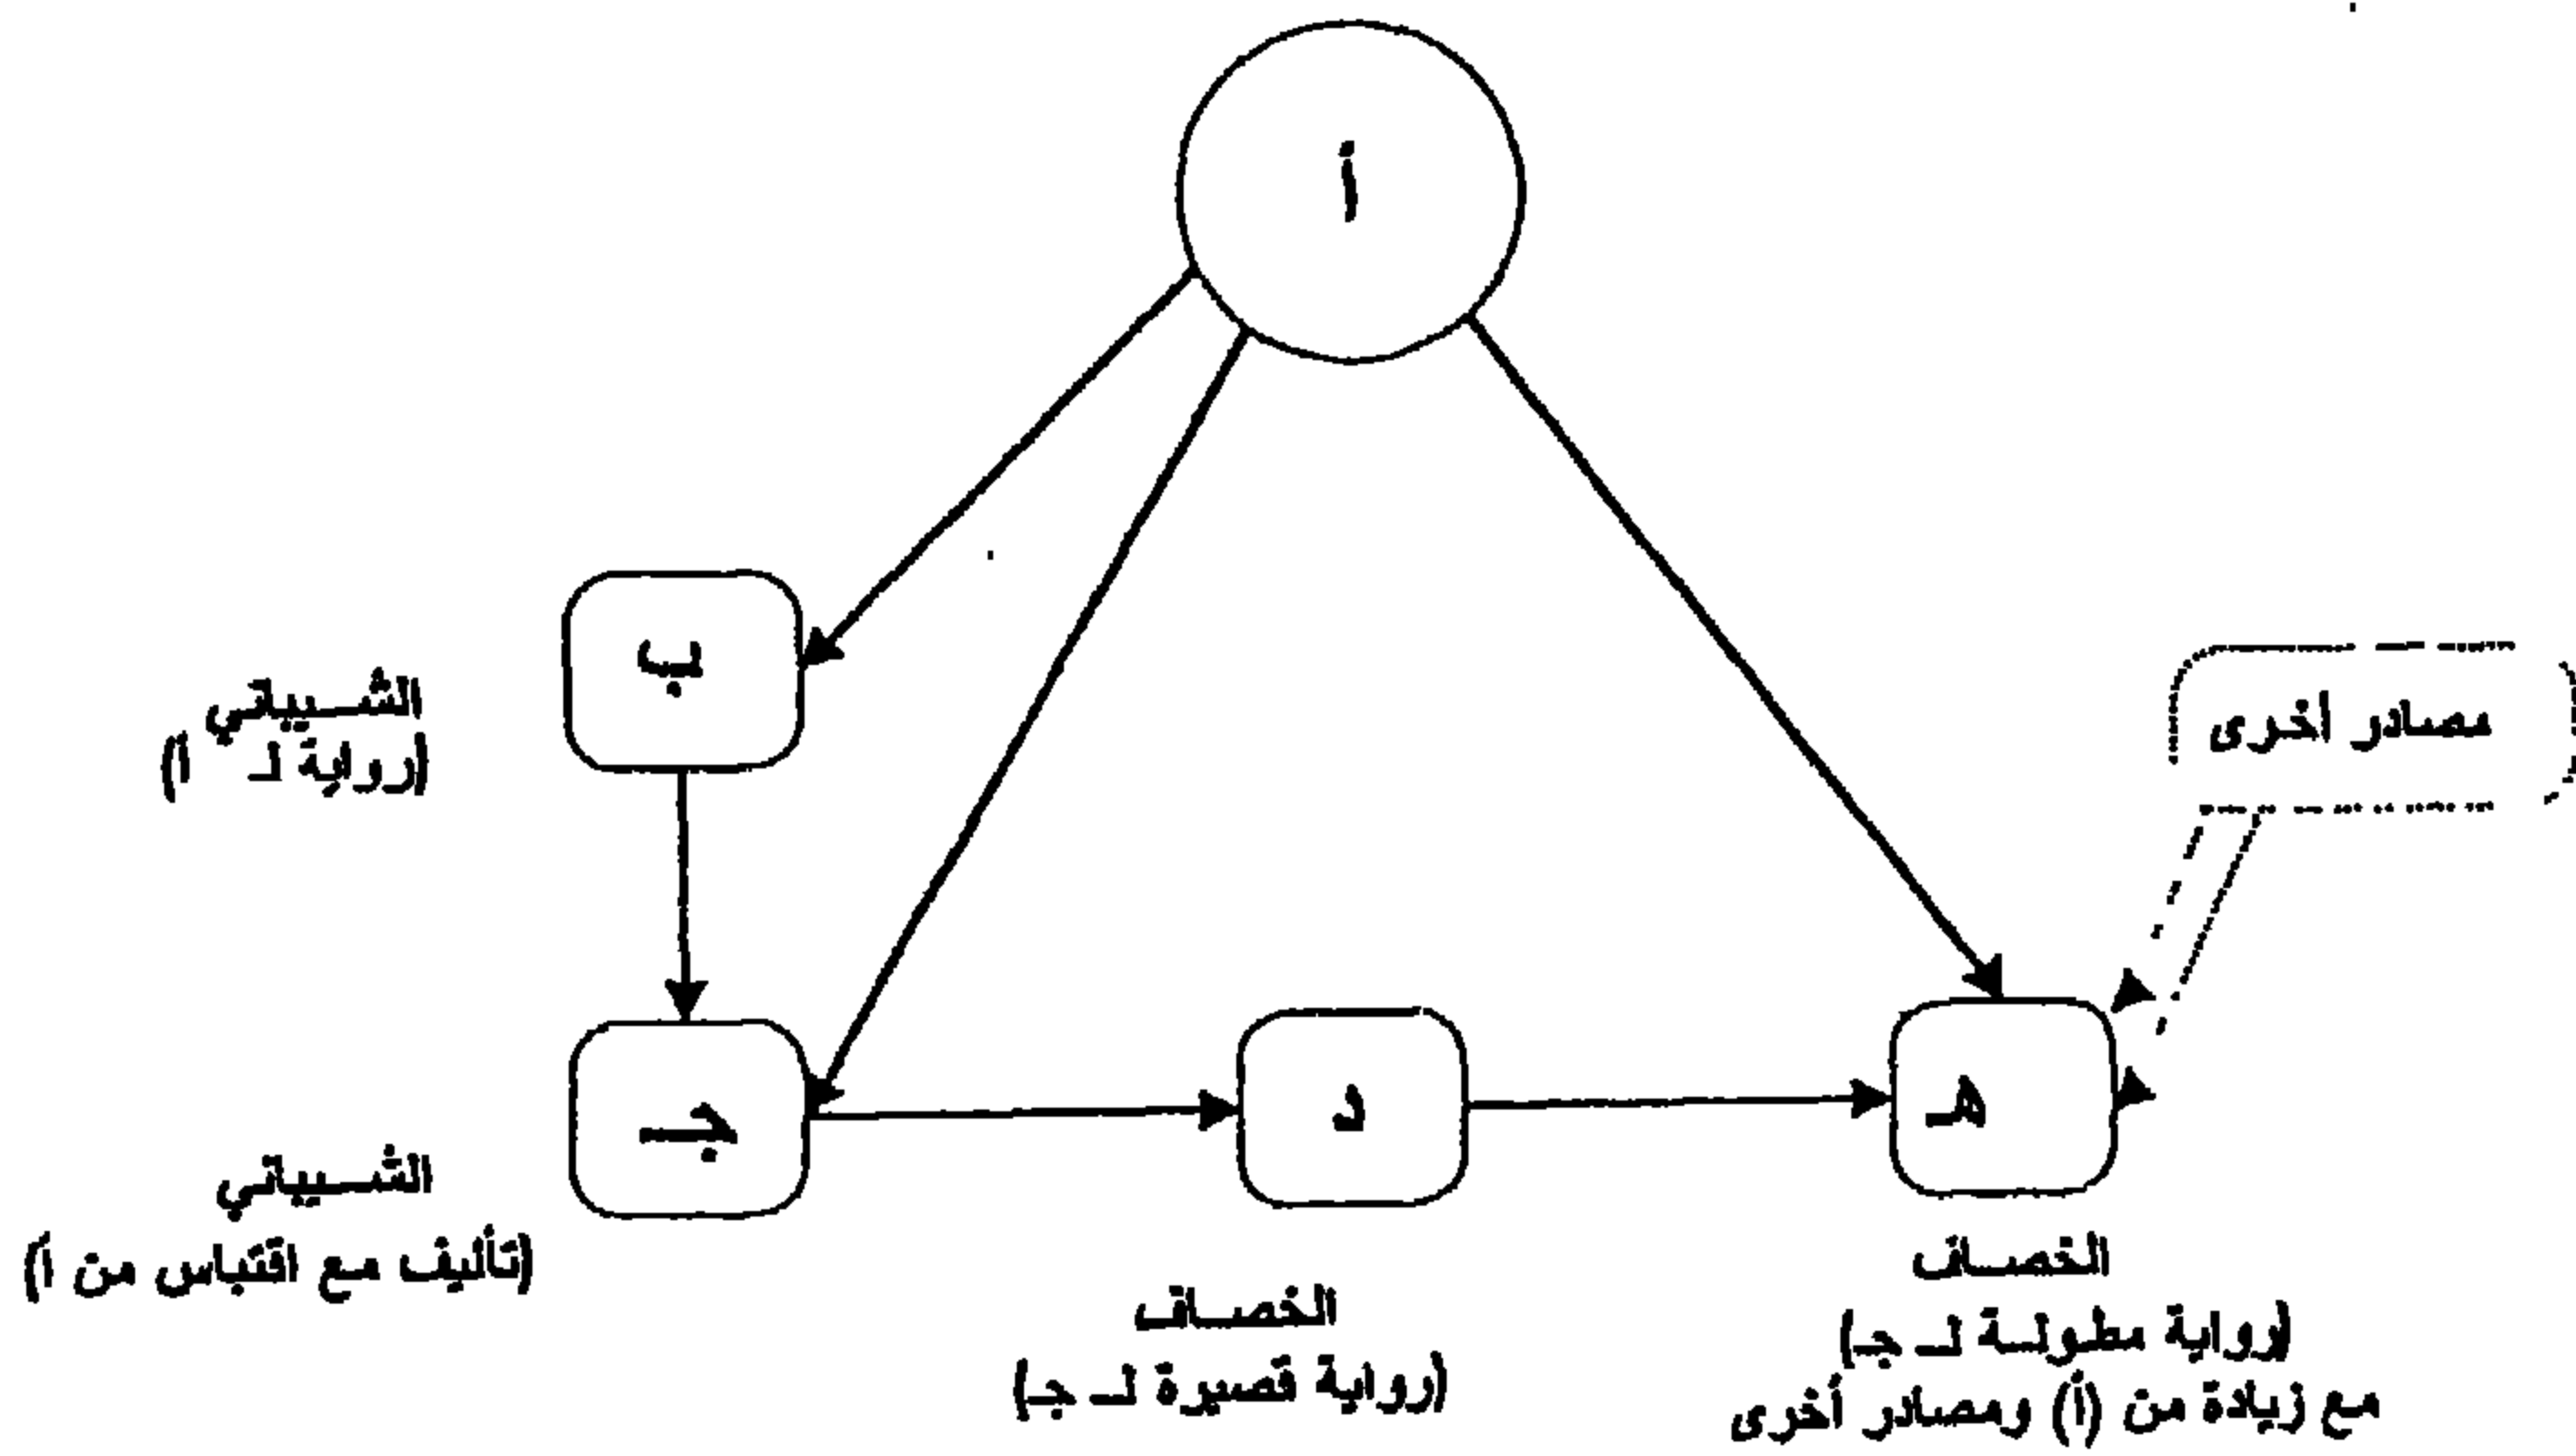 أ
ب
الشيباني
(رواية لـ أ)
مصادر أخرى
جـ
د
هـ
الشيباني
(تأليف مع اقتباس من أ)
الخصاف
(رواية قصيرة لـ جـ)
الخصاف
(رواية مطولة لـ جـ)
مع زيادة من (أ) ومصادر أخرى